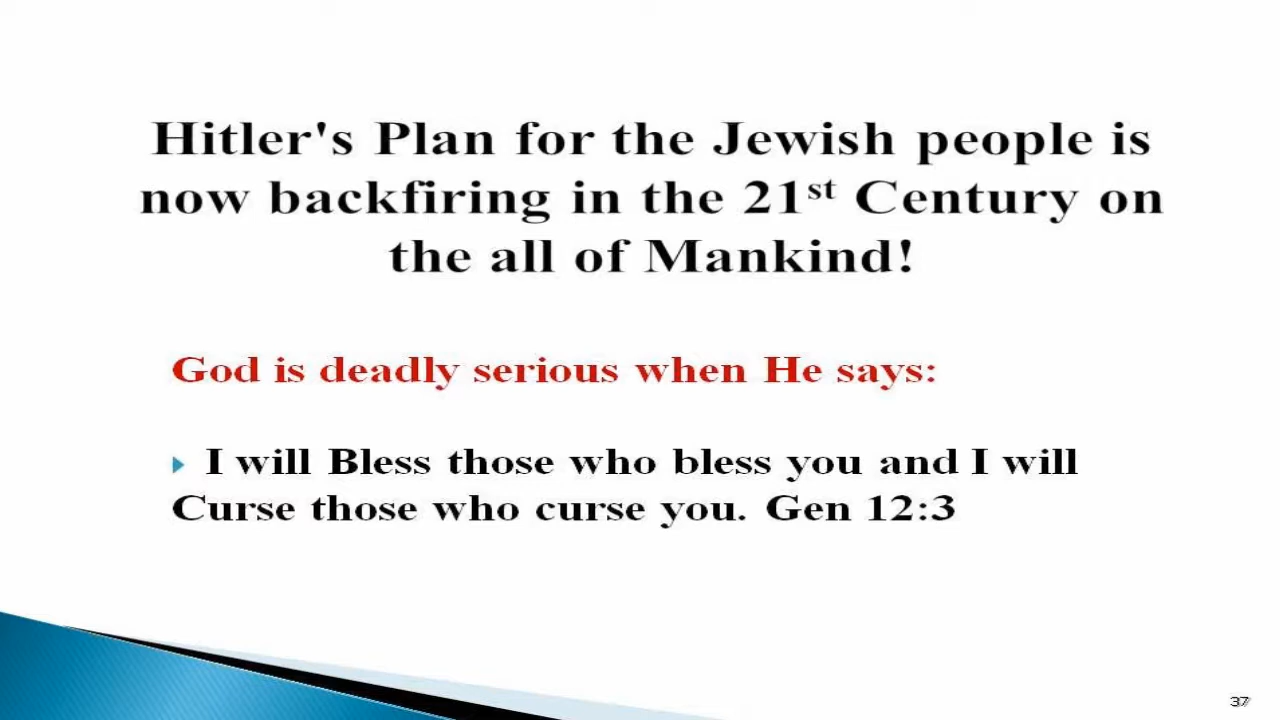 Hitler's Plan for the Jewish people is
now backfiring in the 21st Century on
the all of Mankind!
God is deadly serious when He says:
I will Bless those who bless you and I will
Curse those who curse you. Gen 12:3
37